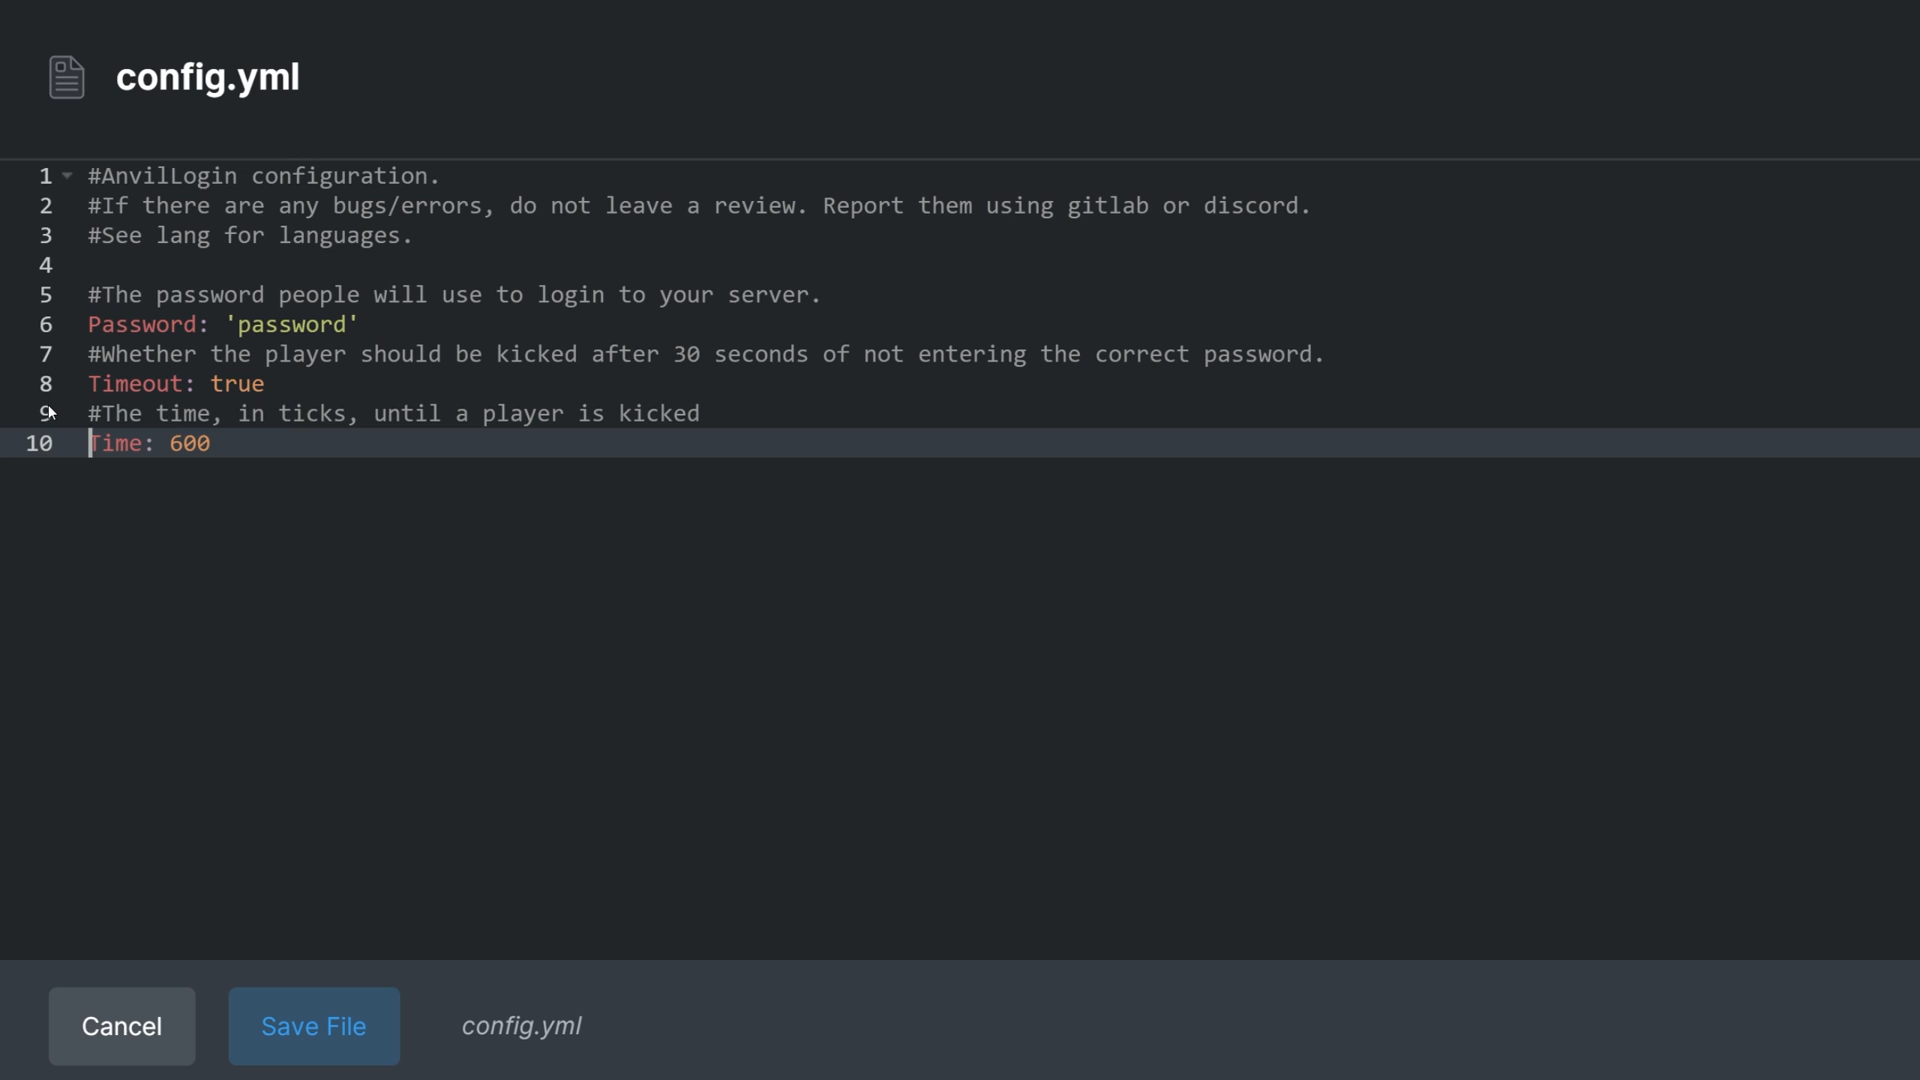 config.yml
1 #AnvilLogin configuration.
2 #If there are any bugs/errors, do not leave a review. Report them using gitlab or discord.
3 #See lang for languages.
4
5 #The password people will use to login to your server.
6 Password: 'password'
7 #Whether the player should be kicked after 30 seconds of not entering the correct password.
8 Timeout: true
9 #The time, in ticks, until a player is kicked
10 Time: 600
Cancel Save File config.yml